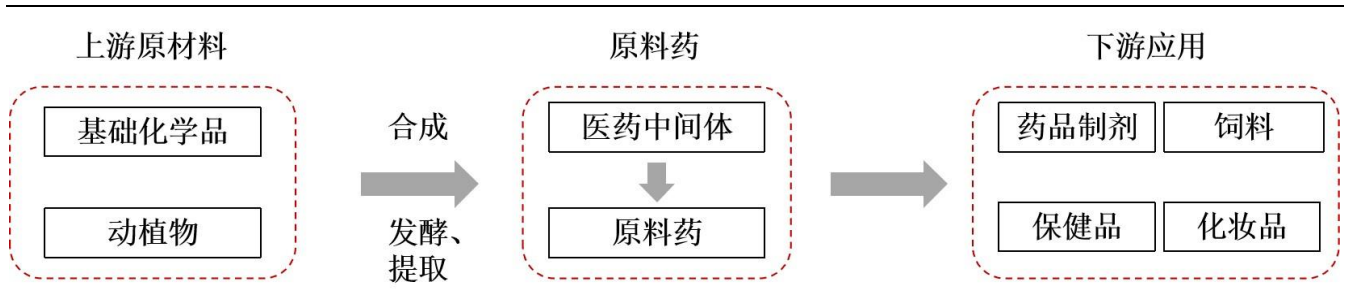 上游原材料
原料药
下游应用
基础化学品
合成
医药中间体
药品制剂
饲料
动植物
发酵、
提取
原料药
保健品
化妆品